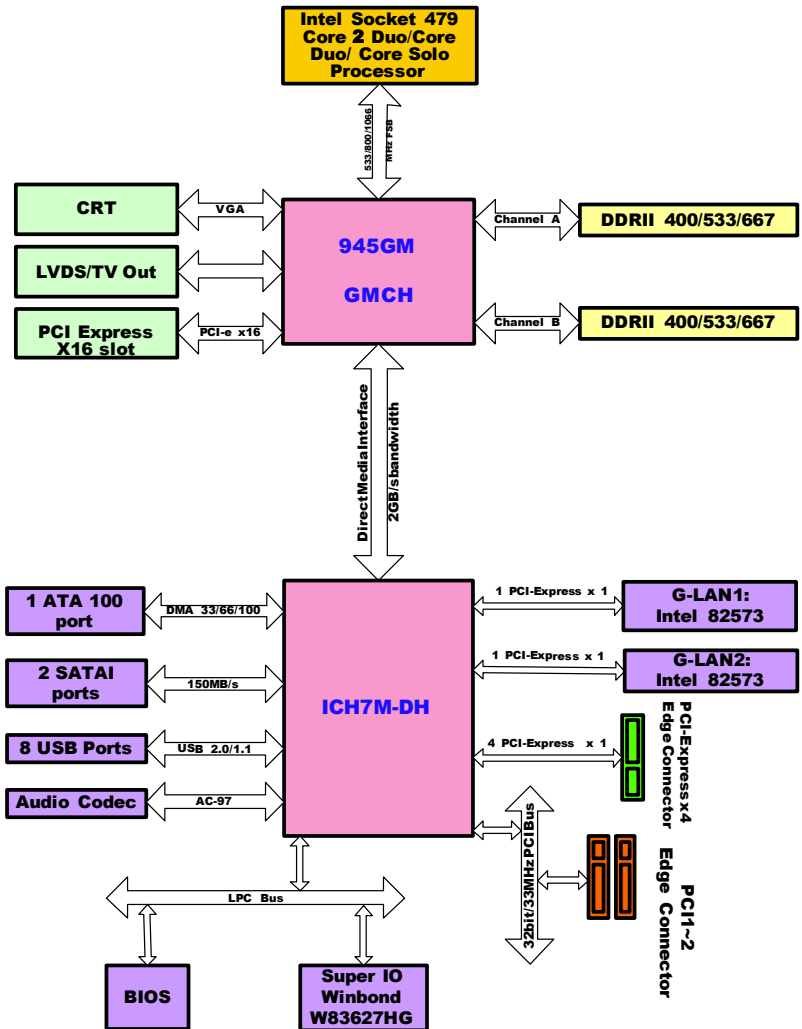 Intel Socket 479
Core 2 Duo/Core
Duo/ Core Solo
Processor
533/800/1066
MHz FSB
CRT
VGA
LVDS/TV Out
PCI Express
X16 slot
PCI-e x16
945GM
GMCH
Channel A
DDRII 400/533/667
Channel B
DDRII 400/533/667
DirectMediaInterface
2GB/sbandwidth
1 ATA 100
port
DMA 33/66/100
2 SATAI
ports
150MB/s
8 USB Ports
USB 2.0/1.1
Audio Codec
AC-97
ICH7M-DH
1 PCI-Express x 1
G-LAN1:
Intel 82573
1 PCI-Express x 1
G-LAN2:
Intel 82573
4 PCI-Express x 1
PCI-Express x4
Edge Connector
32bit/33MHz PCI Bus
PCI1~2
Edge Connector
LPC Bus
BIOS
Super IO
Winbond
W83627HG